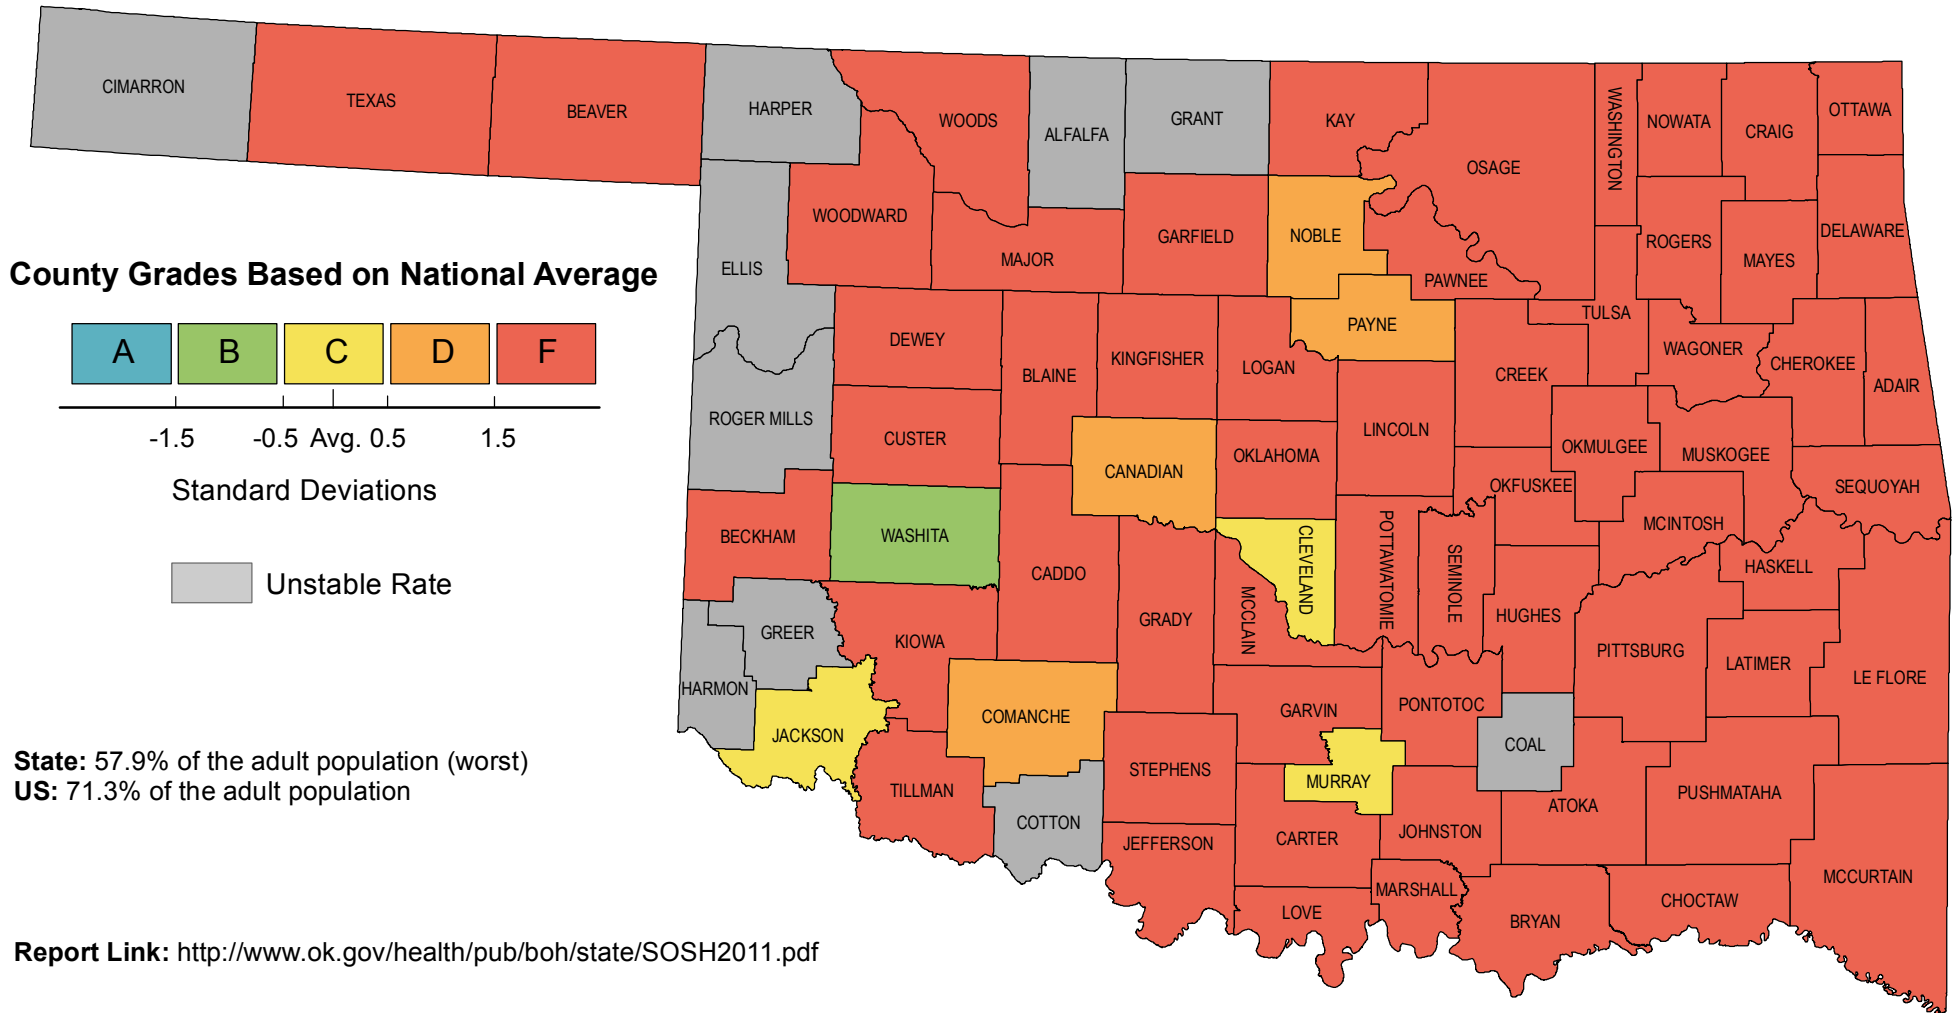 CIMARRON
TEXAS
BEAVER
HARPER
WOODS
ALFALFA
GRANT
KAY
OSAGE
WASHINGTON
NOWATA
CRAIG
OTTAWA
ELLIS
WOODWARD
MAJOR
GARFIELD
NOBLE
PAWNEE
ROGERS
MAYES
DELAWARE
County Grades Based on National Average
A B C D F
-1.5 -0.5 Avg. 0.5 1.5
Standard Deviations
Unstable Rate
DEWEY
BLAINE
KINGFISHER
LOGAN
PAYNE
TULSA
CREEK
WAGONER
CHEROKEE
ADAIR
ROGER MILLS
CUSTER
CANADIAN
OKLAHOMA
LINCOLN
OKMULGEE
MUSKOGEE
OKFUSKEE
SEQUOYAH
BECKHAM
WASHITA
CADDO
GRADY
MCCLAIN
CLEVELAND
POTTAWATOMIE
SEMINOLE
HUGHES
MCINTOSH
HASKELL
GREER
KIOWA
HARMON
JACKSON
COMANCHE
GARVIN
PONTOTOC
COAL
PITTSBURG
LATIMER
LE FLORE
TILLMAN
COTTON
STEPHENS
MURRAY
JEFFERSON
CARTER
JOHNSTON
ATOKA
PUSHMATAHA
LOVE
MARSHALL
BRYAN
CHOCTAW
MCCURTAIN
State: 57.9% of the adult population (worst)
US: 71.3% of the adult population
Report Link: http://www.ok.gov/health/pub/boh/state/SOSH2011.pdf